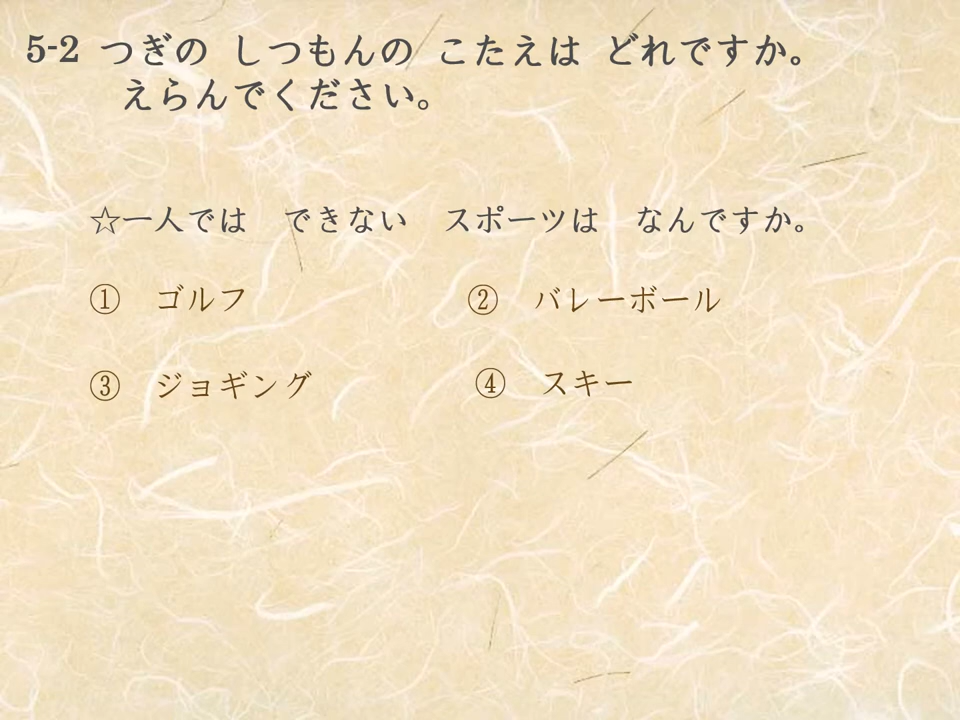 5-2 つぎの しつもんの こたえは どれですか。
えらんでください。
☆一人では　できない　スポーツは　なんですか。
①　ゴルフ　②　バレーボール
③　ジョギング　④　スキー